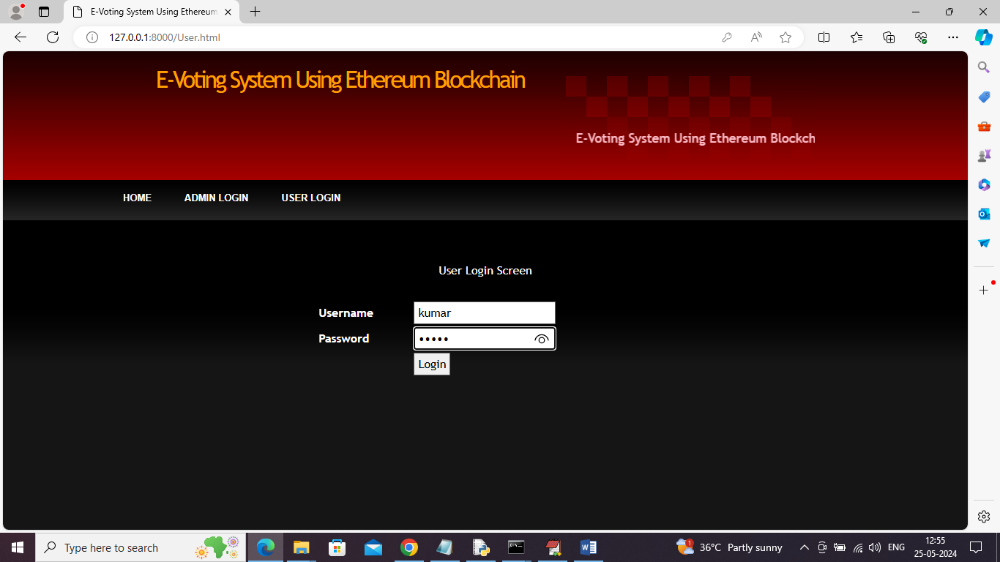 E-Voting System Using Ethereum
127.0.0.1:8000/User.html
E-Voting System Using Ethereum Blockchain
E-Voting System Using Ethereum Blockch
HOME ADMIN LOGIN USER LOGIN
User Login Screen
Username kumar
Password •••••
Login
Type here to search
1 36°C Partly sunny ENG 12:55
25-05-2024